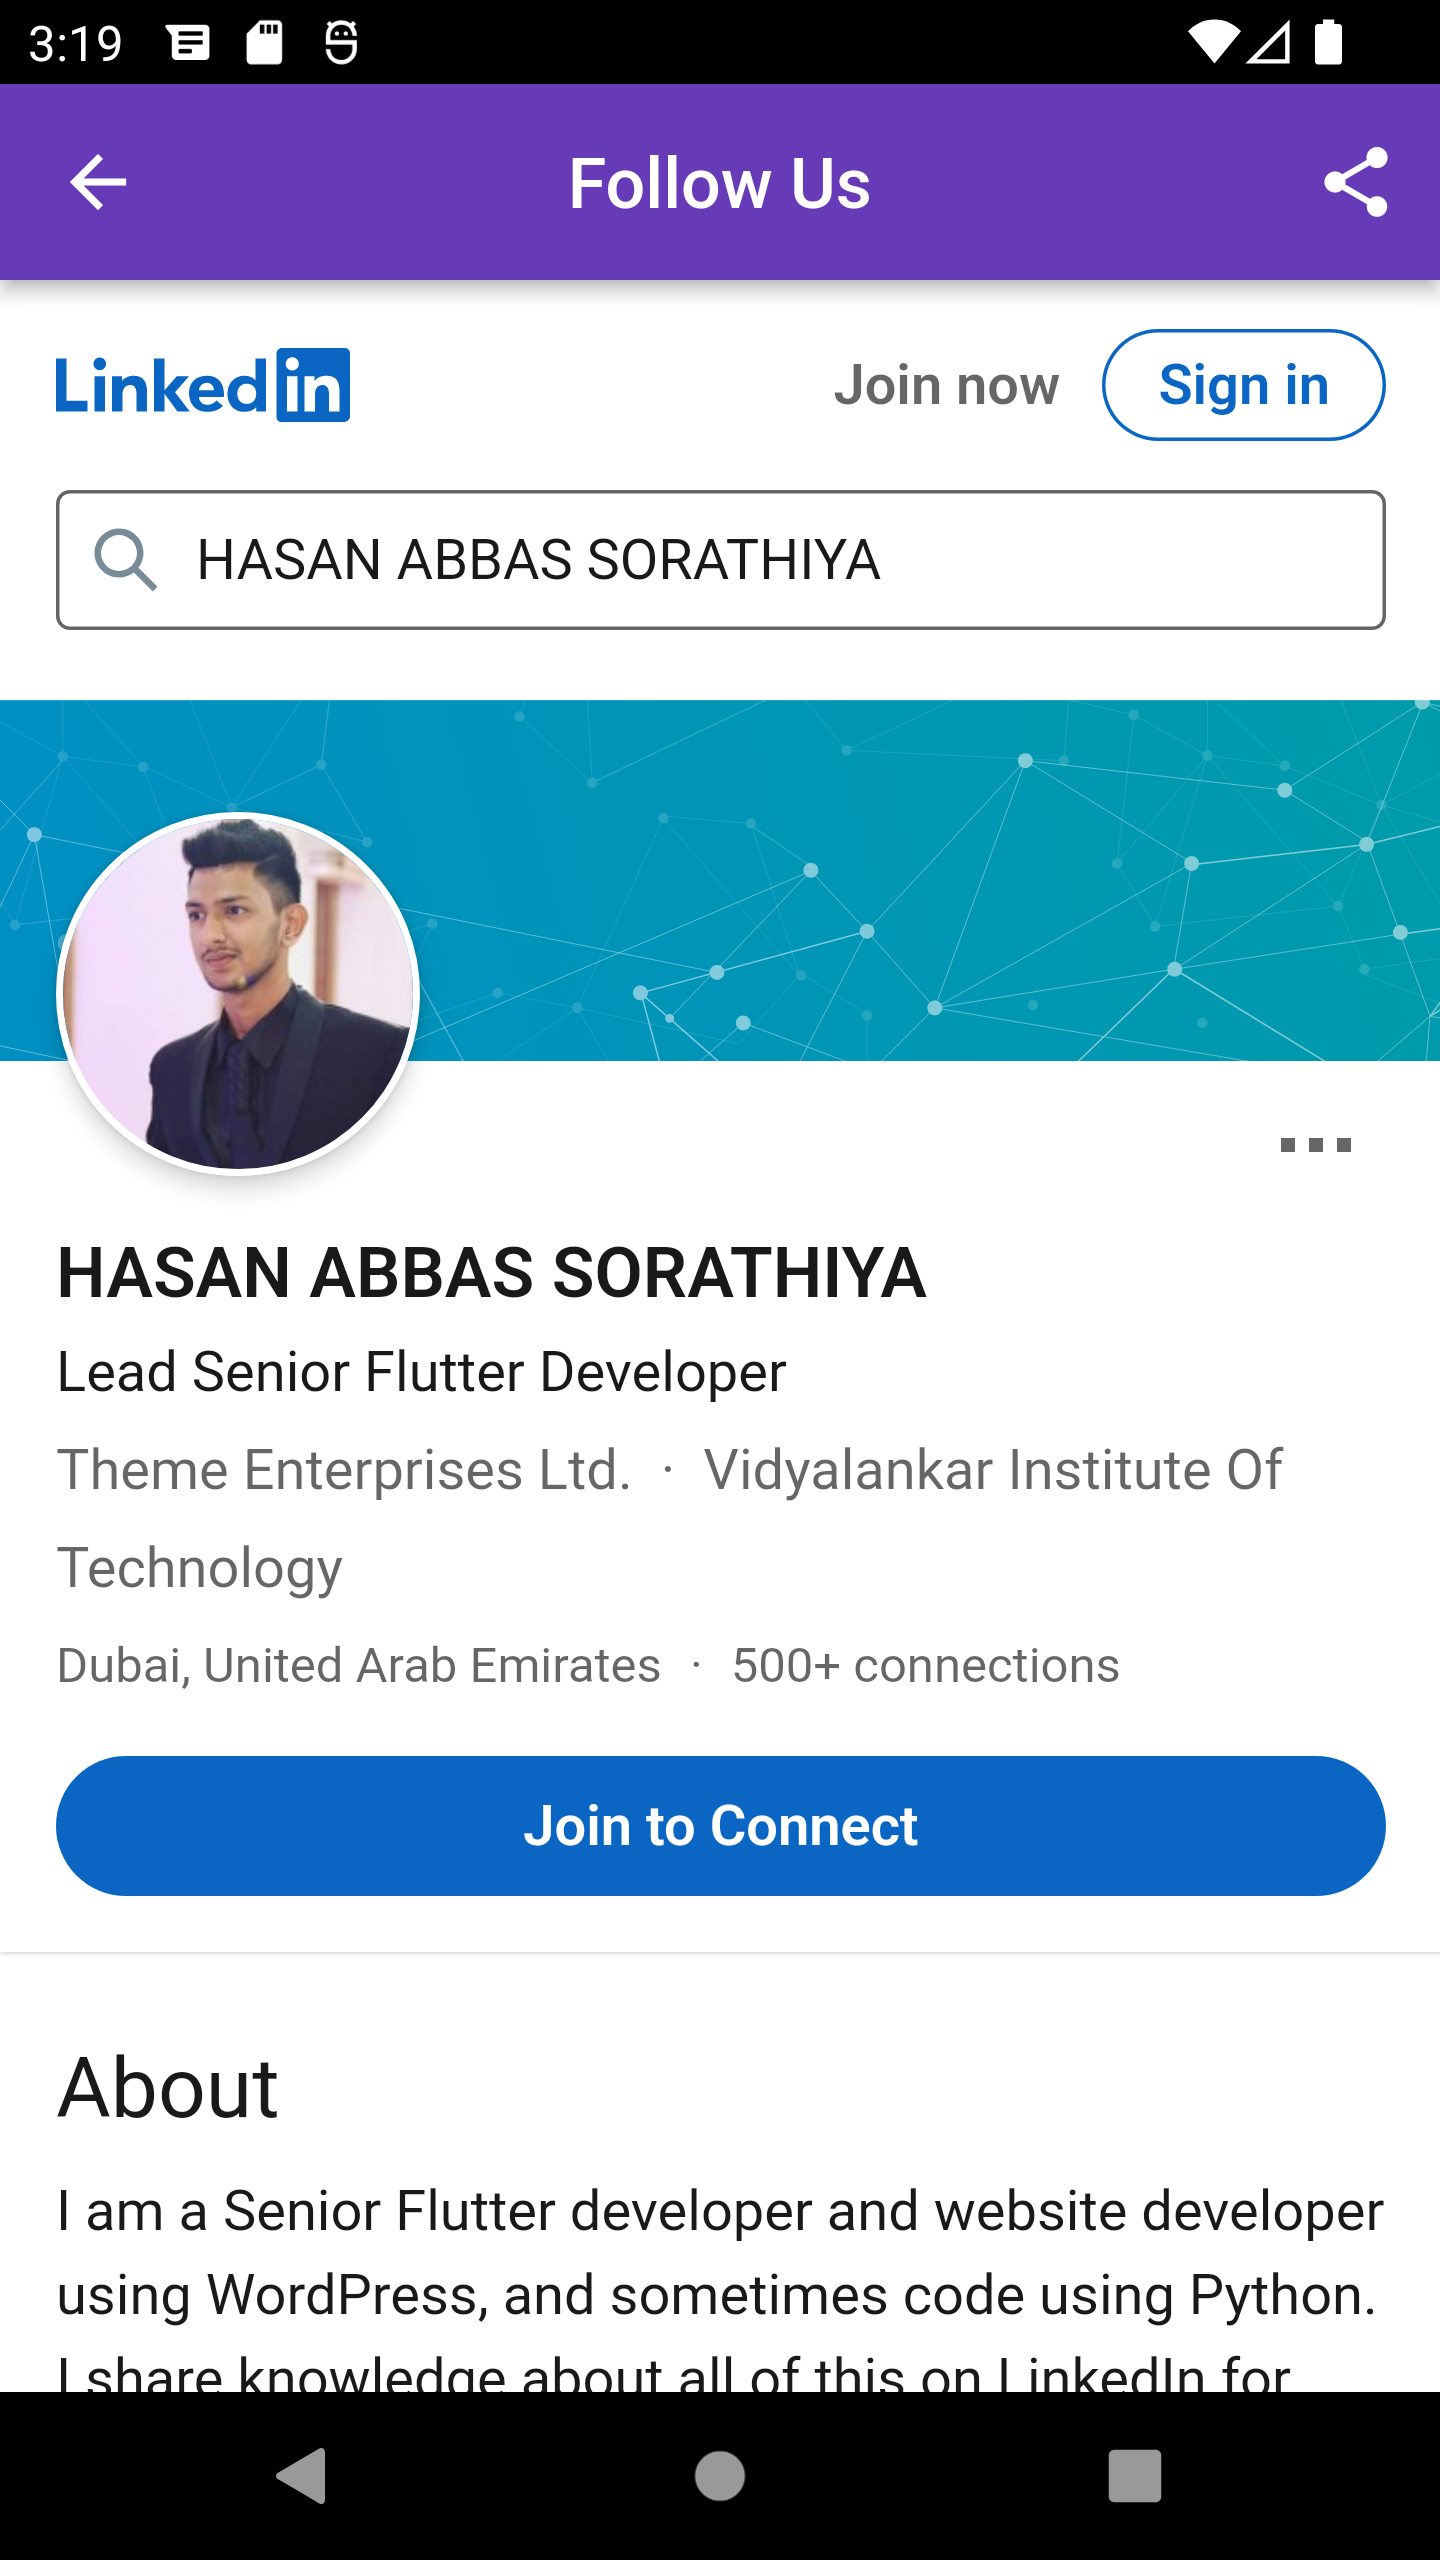 3:19
Follow Us
Linkedin
Join now
Sign in
HASAN ABBAS SORATHIYA
HASAN ABBAS SORATHIYA
Lead Senior Flutter Developer
Theme Enterprises Ltd. · Vidyalankar Institute Of
Technology
Dubai, United Arab Emirates · 500+ connections
Join to Connect
About
I am a Senior Flutter developer and website developer
using WordPress, and sometimes code using Python.
I share knowledge about all of this on LinkedIn for